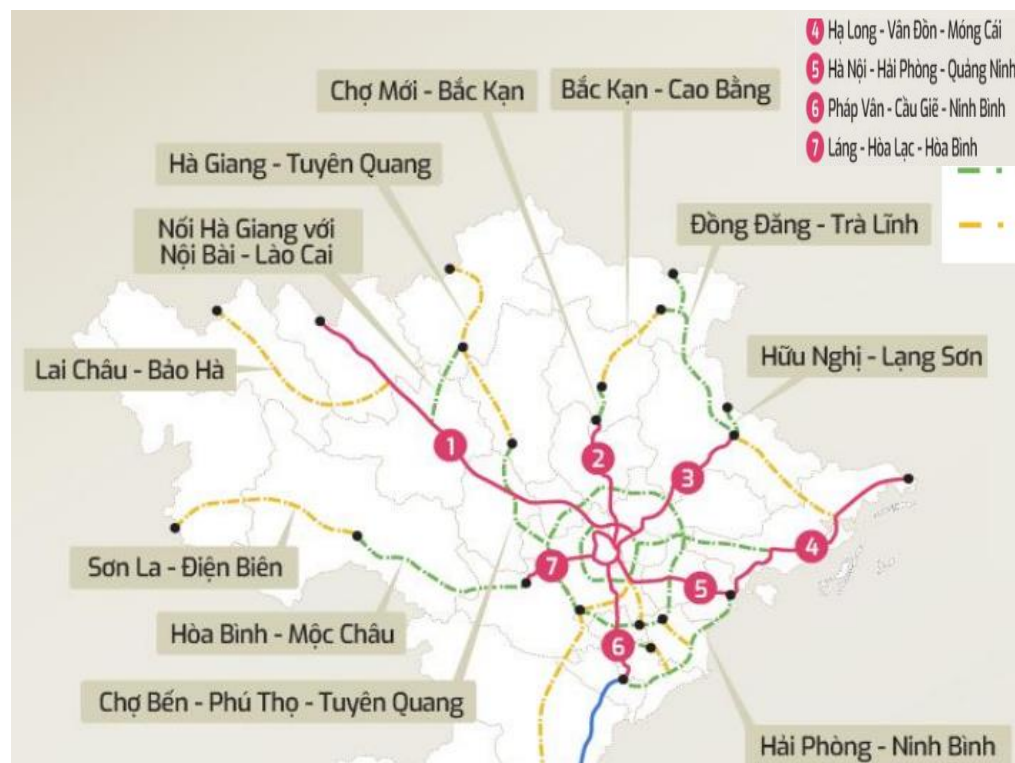 4 Hạ Long - Vân Đồn - Móng Cái
5 Hà Nội - Hải Phòng - Quảng Ninh
6 Pháp Vân - Cầu Giẽ - Ninh Bình
7 Láng - Hòa Lạc - Hòa Bình
Chợ Mới - Bắc Kạn
Bắc Kạn - Cao Bằng
Hà Giang - Tuyên Quang
Nối Hà Giang với
Nội Bài - Lào Cai
Đồng Đăng - Trà Lĩnh
Lai Châu - Bảo Hà
Hữu Nghị - Lạng Sơn
1
2
3
4
7
5
6
Sơn La - Điện Biên
Hòa Bình - Mộc Châu
Chợ Bến - Phú Thọ - Tuyên Quang
Hải Phòng - Ninh Bình